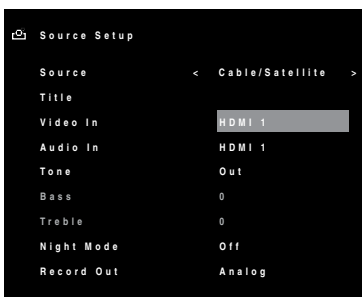 Source Setup
Source < Cable/Satellite >
Title
Video In HDMI 1
Audio In HDMI 1
Tone Out
Bass 0
Treble 0
Night Mode Off
Record Out Analog